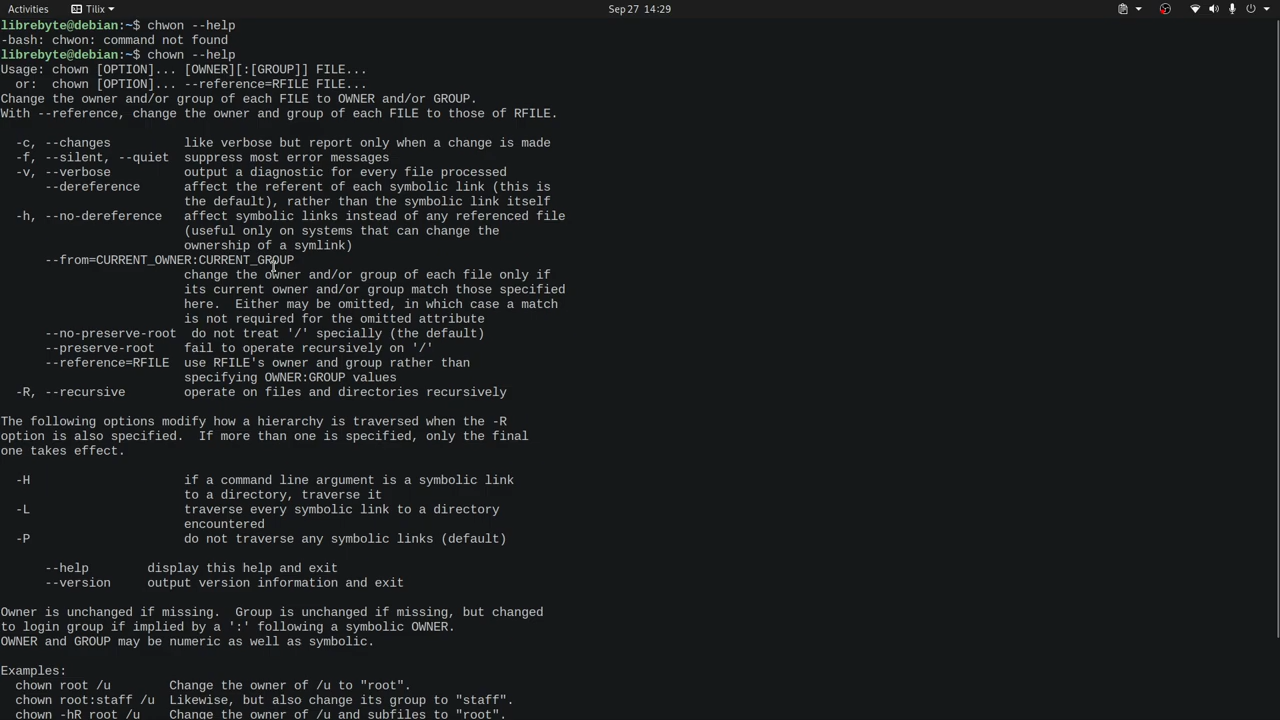 Activities Tilix Sep 27 14:29
librebyte@debian:~$ chwon --help
-bash: chwon: command not found
librebyte@debian:~$ chown --help
Usage: chown [OPTION]... [OWNER][:[GROUP]] FILE...
  or:  chown [OPTION]... --reference=RFILE FILE...
Change the owner and/or group of each FILE to OWNER and/or GROUP.
With --reference, change the owner and group of each FILE to those of RFILE.

  -c, --changes          like verbose but report only when a change is made
  -f, --silent, --quiet  suppress most error messages
  -v, --verbose          output a diagnostic for every file processed
      --dereference      affect the referent of each symbolic link (this is
                         the default), rather than the symbolic link itself
  -h, --no-dereference   affect symbolic links instead of any referenced file
                         (useful only on systems that can change the
                         ownership of a symlink)
      --from=CURRENT_OWNER:CURRENT_GROUP
                         change the owner and/or group of each file only if
                         its current owner and/or group match those specified
                         here.  Either may be omitted, in which case a match
                         is not required for the omitted attribute
      --no-preserve-root  do not treat '/' specially (the default)
      --preserve-root    fail to operate recursively on '/'
      --reference=RFILE  use RFILE's owner and group rather than
                         specifying OWNER:GROUP values
  -R, --recursive        operate on files and directories recursively

The following options modify how a hierarchy is traversed when the -R
option is also specified.  If more than one is specified, only the final
one takes effect.

  -H                     if a command line argument is a symbolic link
                         to a directory, traverse it
  -L                     traverse every symbolic link to a directory
                         encountered
  -P                     do not traverse any symbolic links (default)

      --help        display this help and exit
      --version     output version information and exit

Owner is unchanged if missing.  Group is unchanged if missing, but changed
to login group if implied by a ':' following a symbolic OWNER.
OWNER and GROUP may be numeric as well as symbolic.

Examples:
  chown root /u        Change the owner of /u to "root".
  chown root:staff /u  Likewise, but also change its group to "staff".
  chown -hR root /u    Change the owner of /u and subfiles to "root".